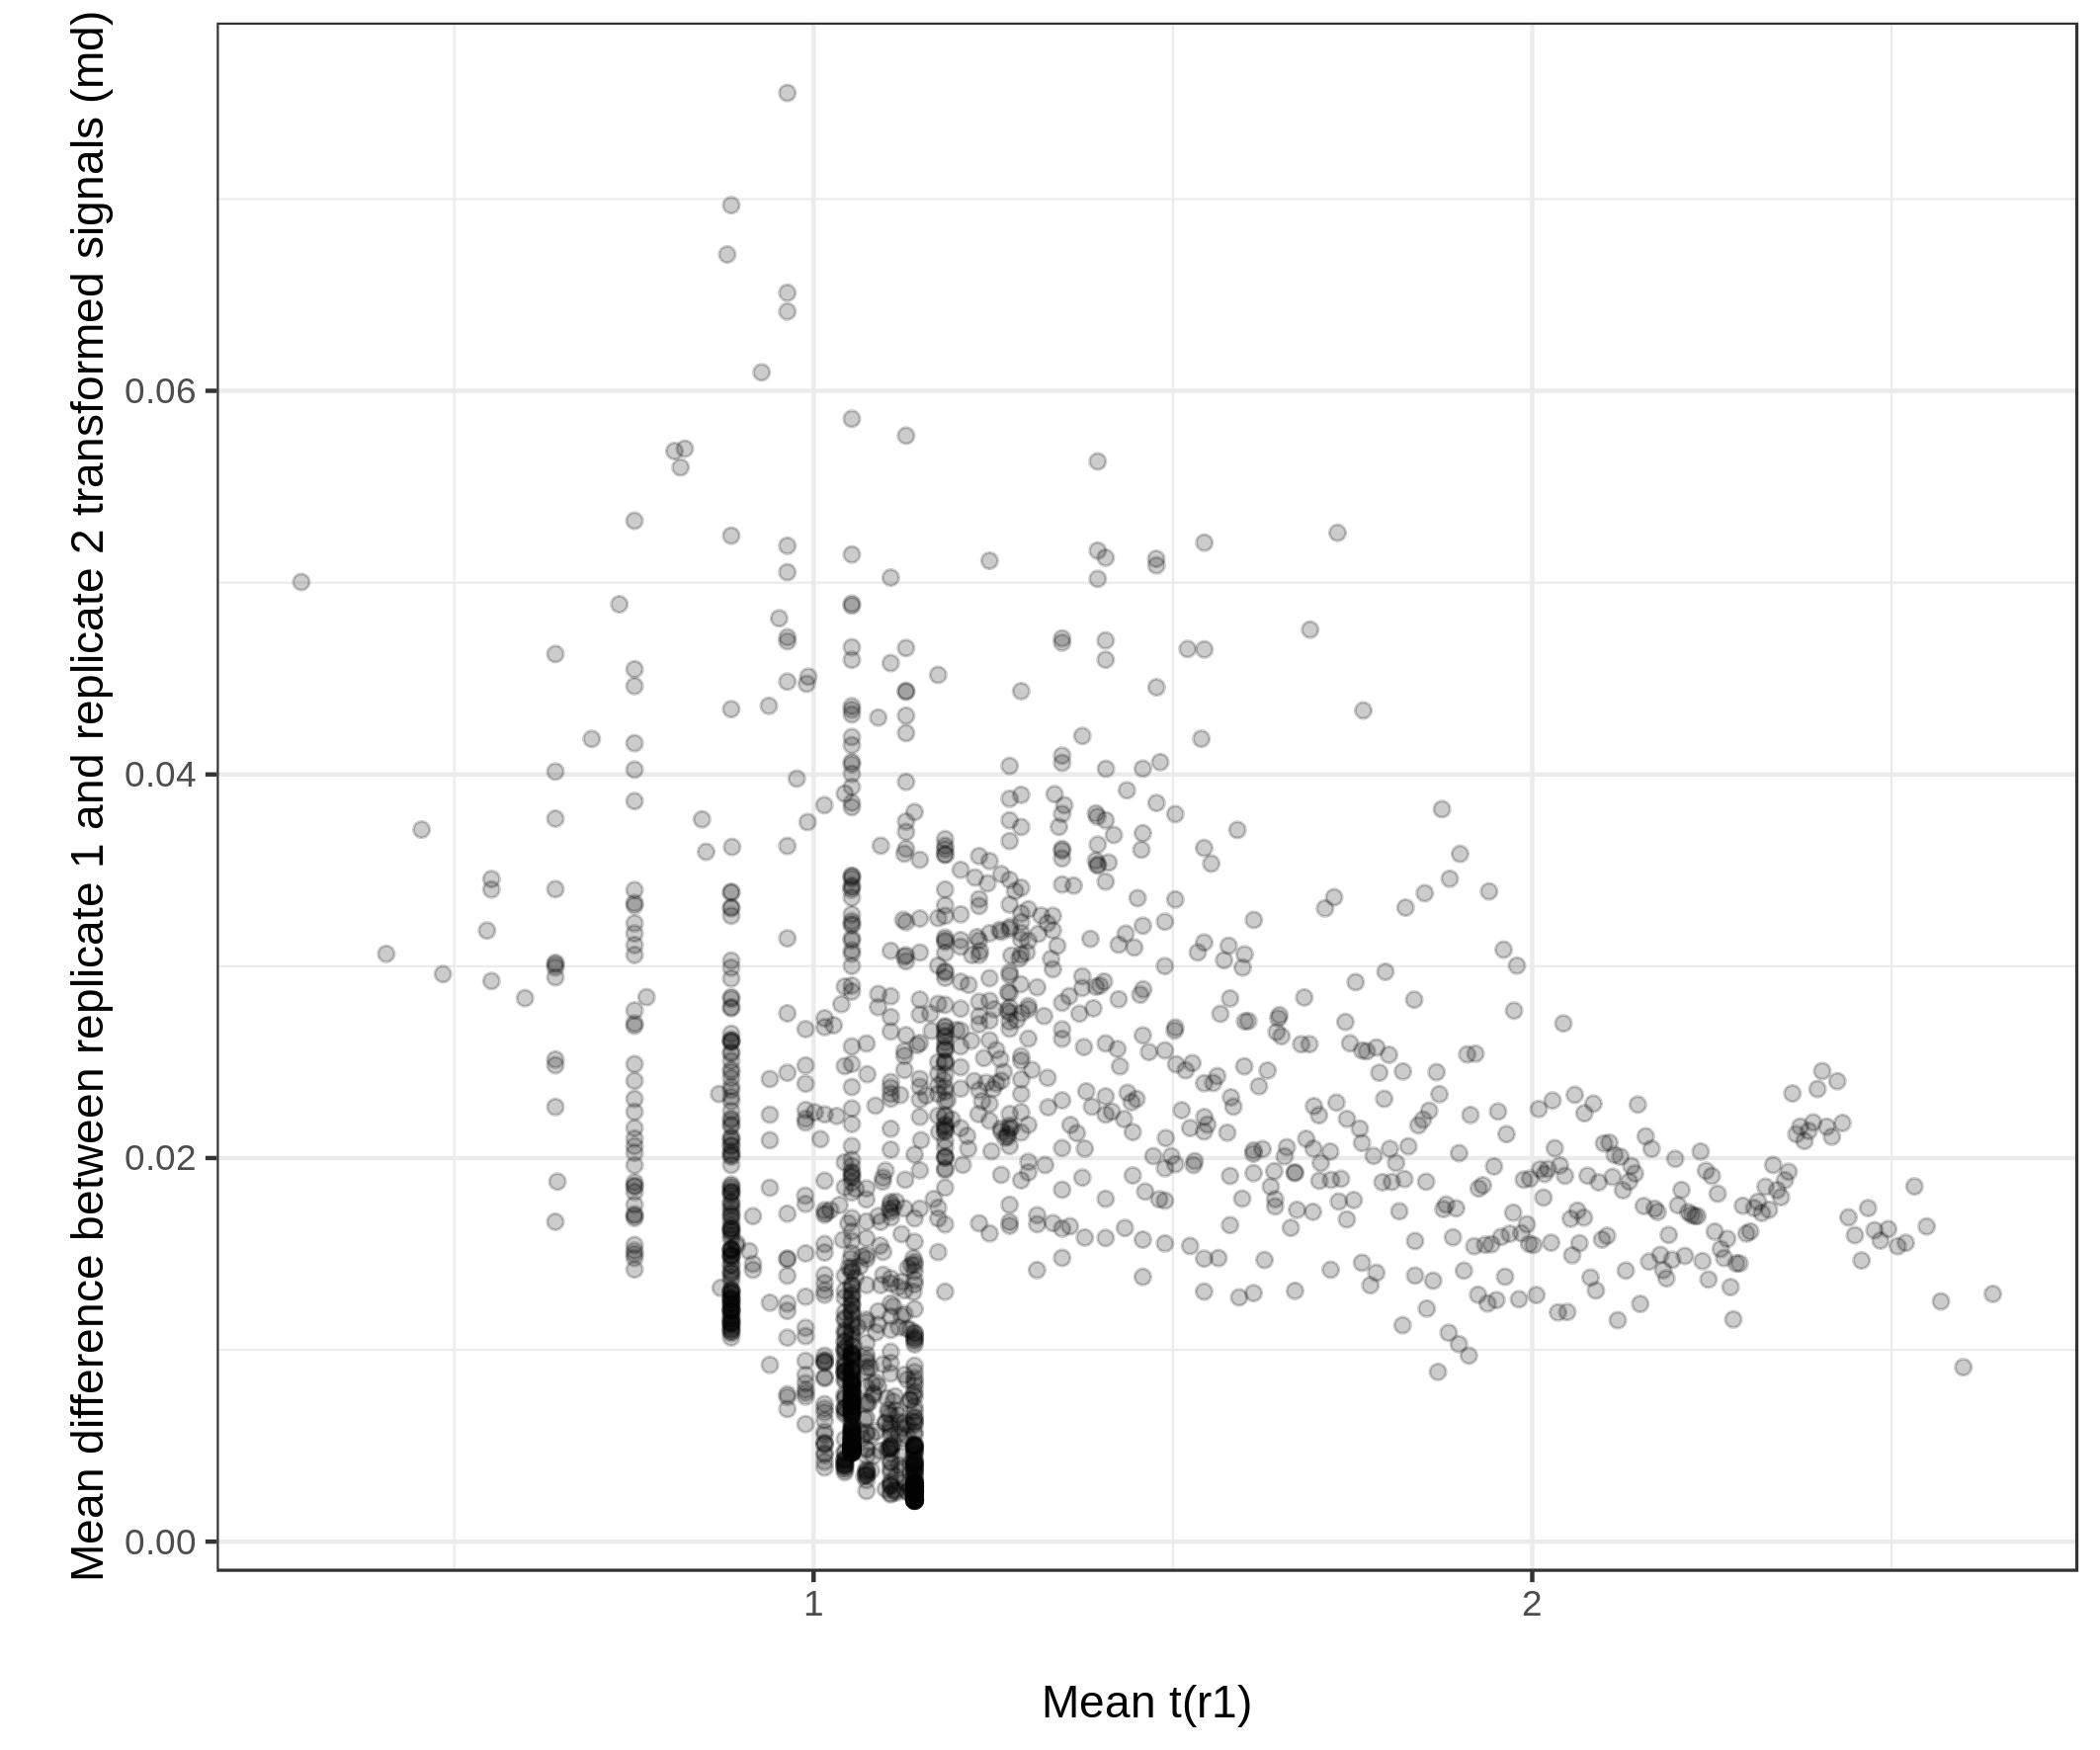 Mean difference between replicate 1 and replicate 2 transformed signals (md)
0.06
0.04
0.02
0.00
1 2
Mean t(r1)